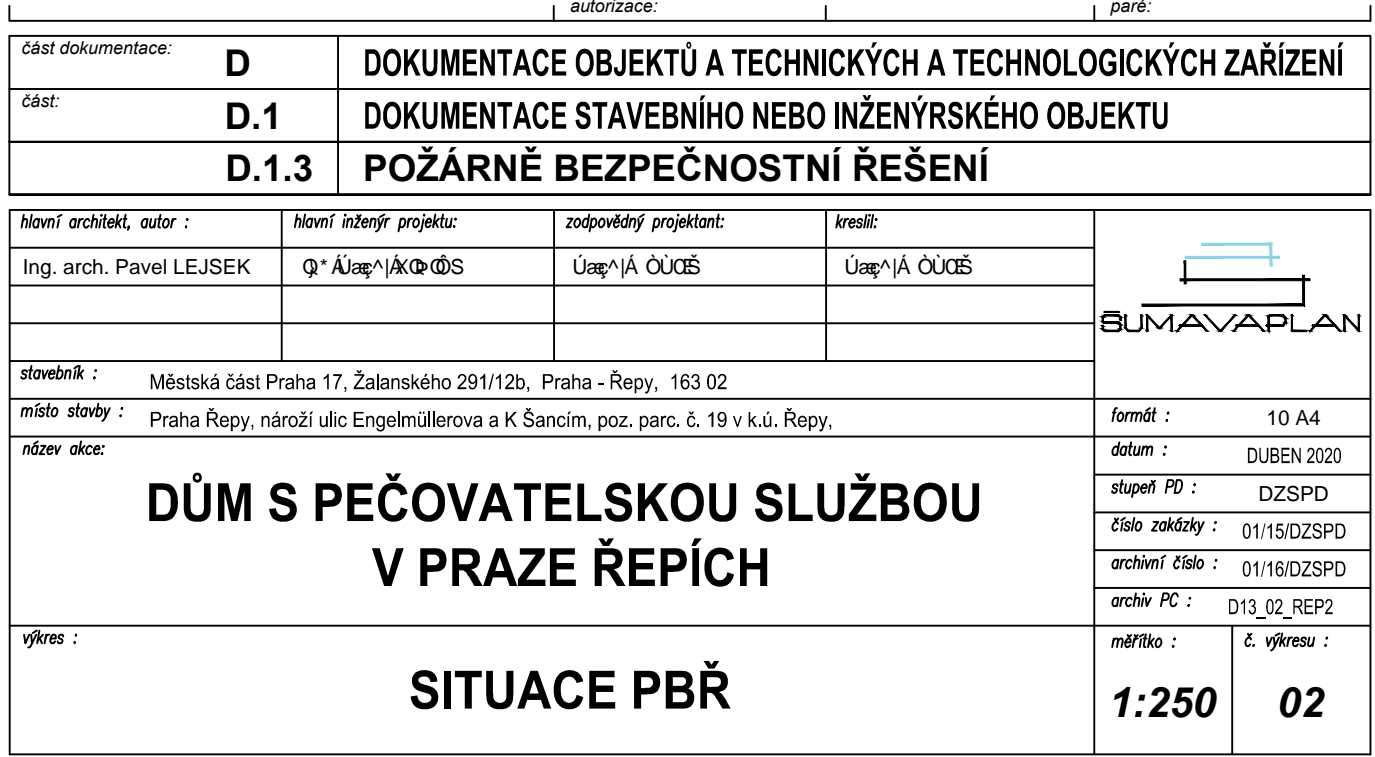 autorizace: paré:
část dokumentace: D DOKUMENTACE OBJEKTŮ A TECHNICKÝCH A TECHNOLOGICKÝCH ZAŘÍZENÍ
část: D.1 DOKUMENTACE STAVEBNÍHO NEBO INŽENÝRSKÉHO OBJEKTU
D.1.3 POŽÁRNĚ BEZPEČNOSTNÍ ŘEŠENÍ
hlavní architekt, autor : hlavní inženýr projektu: zodpovědný projektant: kreslil:
Ing. arch. Pavel LEJSEK
ŠUMAVAPLAN
stavebník : Městská část Praha 17, Žalanského 291/12b, Praha - Řepy, 163 02
místo stavby : Praha Řepy, nároží ulic Engelmüllerova a K Šancím, poz. parc. č. 19 v k.ú. Řepy,
formát : 10 A4
název akce:
DŮM S PEČOVATELSKOU SLUŽBOU
V PRAZE ŘEPÍCH
datum : DUBEN 2020
stupeň PD : DZSPD
číslo zakázky : 01/15/DZSPD
archivní číslo : 01/16/DZSPD
archiv PC : D13_02_REP2
výkres :
SITUACE PBŘ
měřítko : č. výkresu :
1:250 02